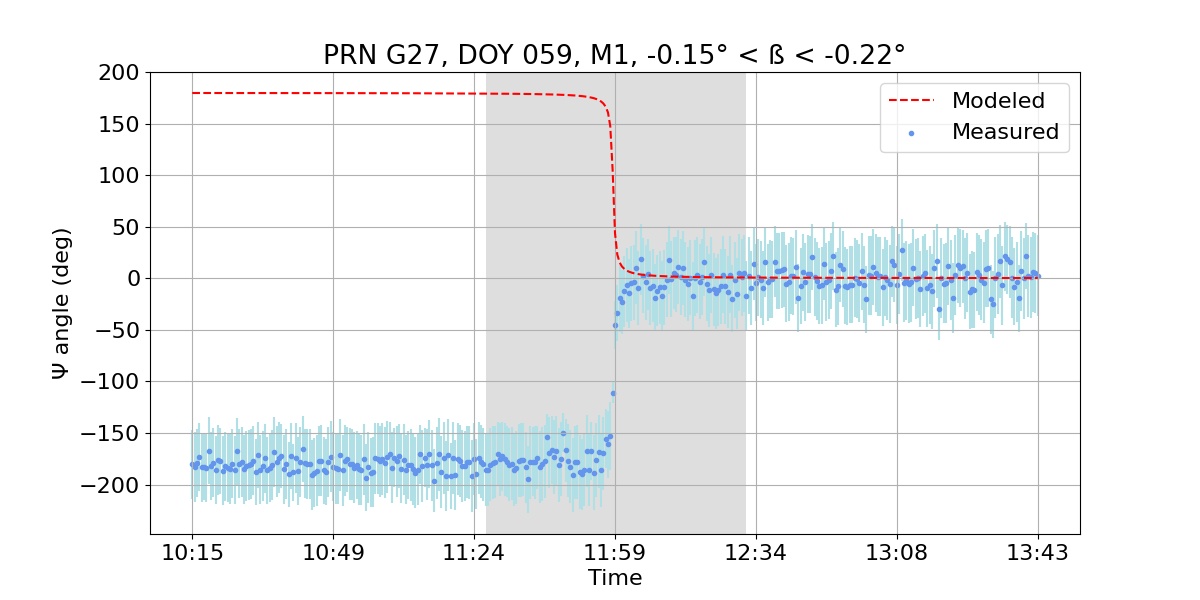 PRN G27, DOY 059, M1, -0.15° < ß < -0.22°
200
150
100
50
0
−50
−100
−150
−200
Ψ angle (deg)
Modeled
Measured
10:15 10:49 11:24 11:59 12:34 13:08 13:43
Time